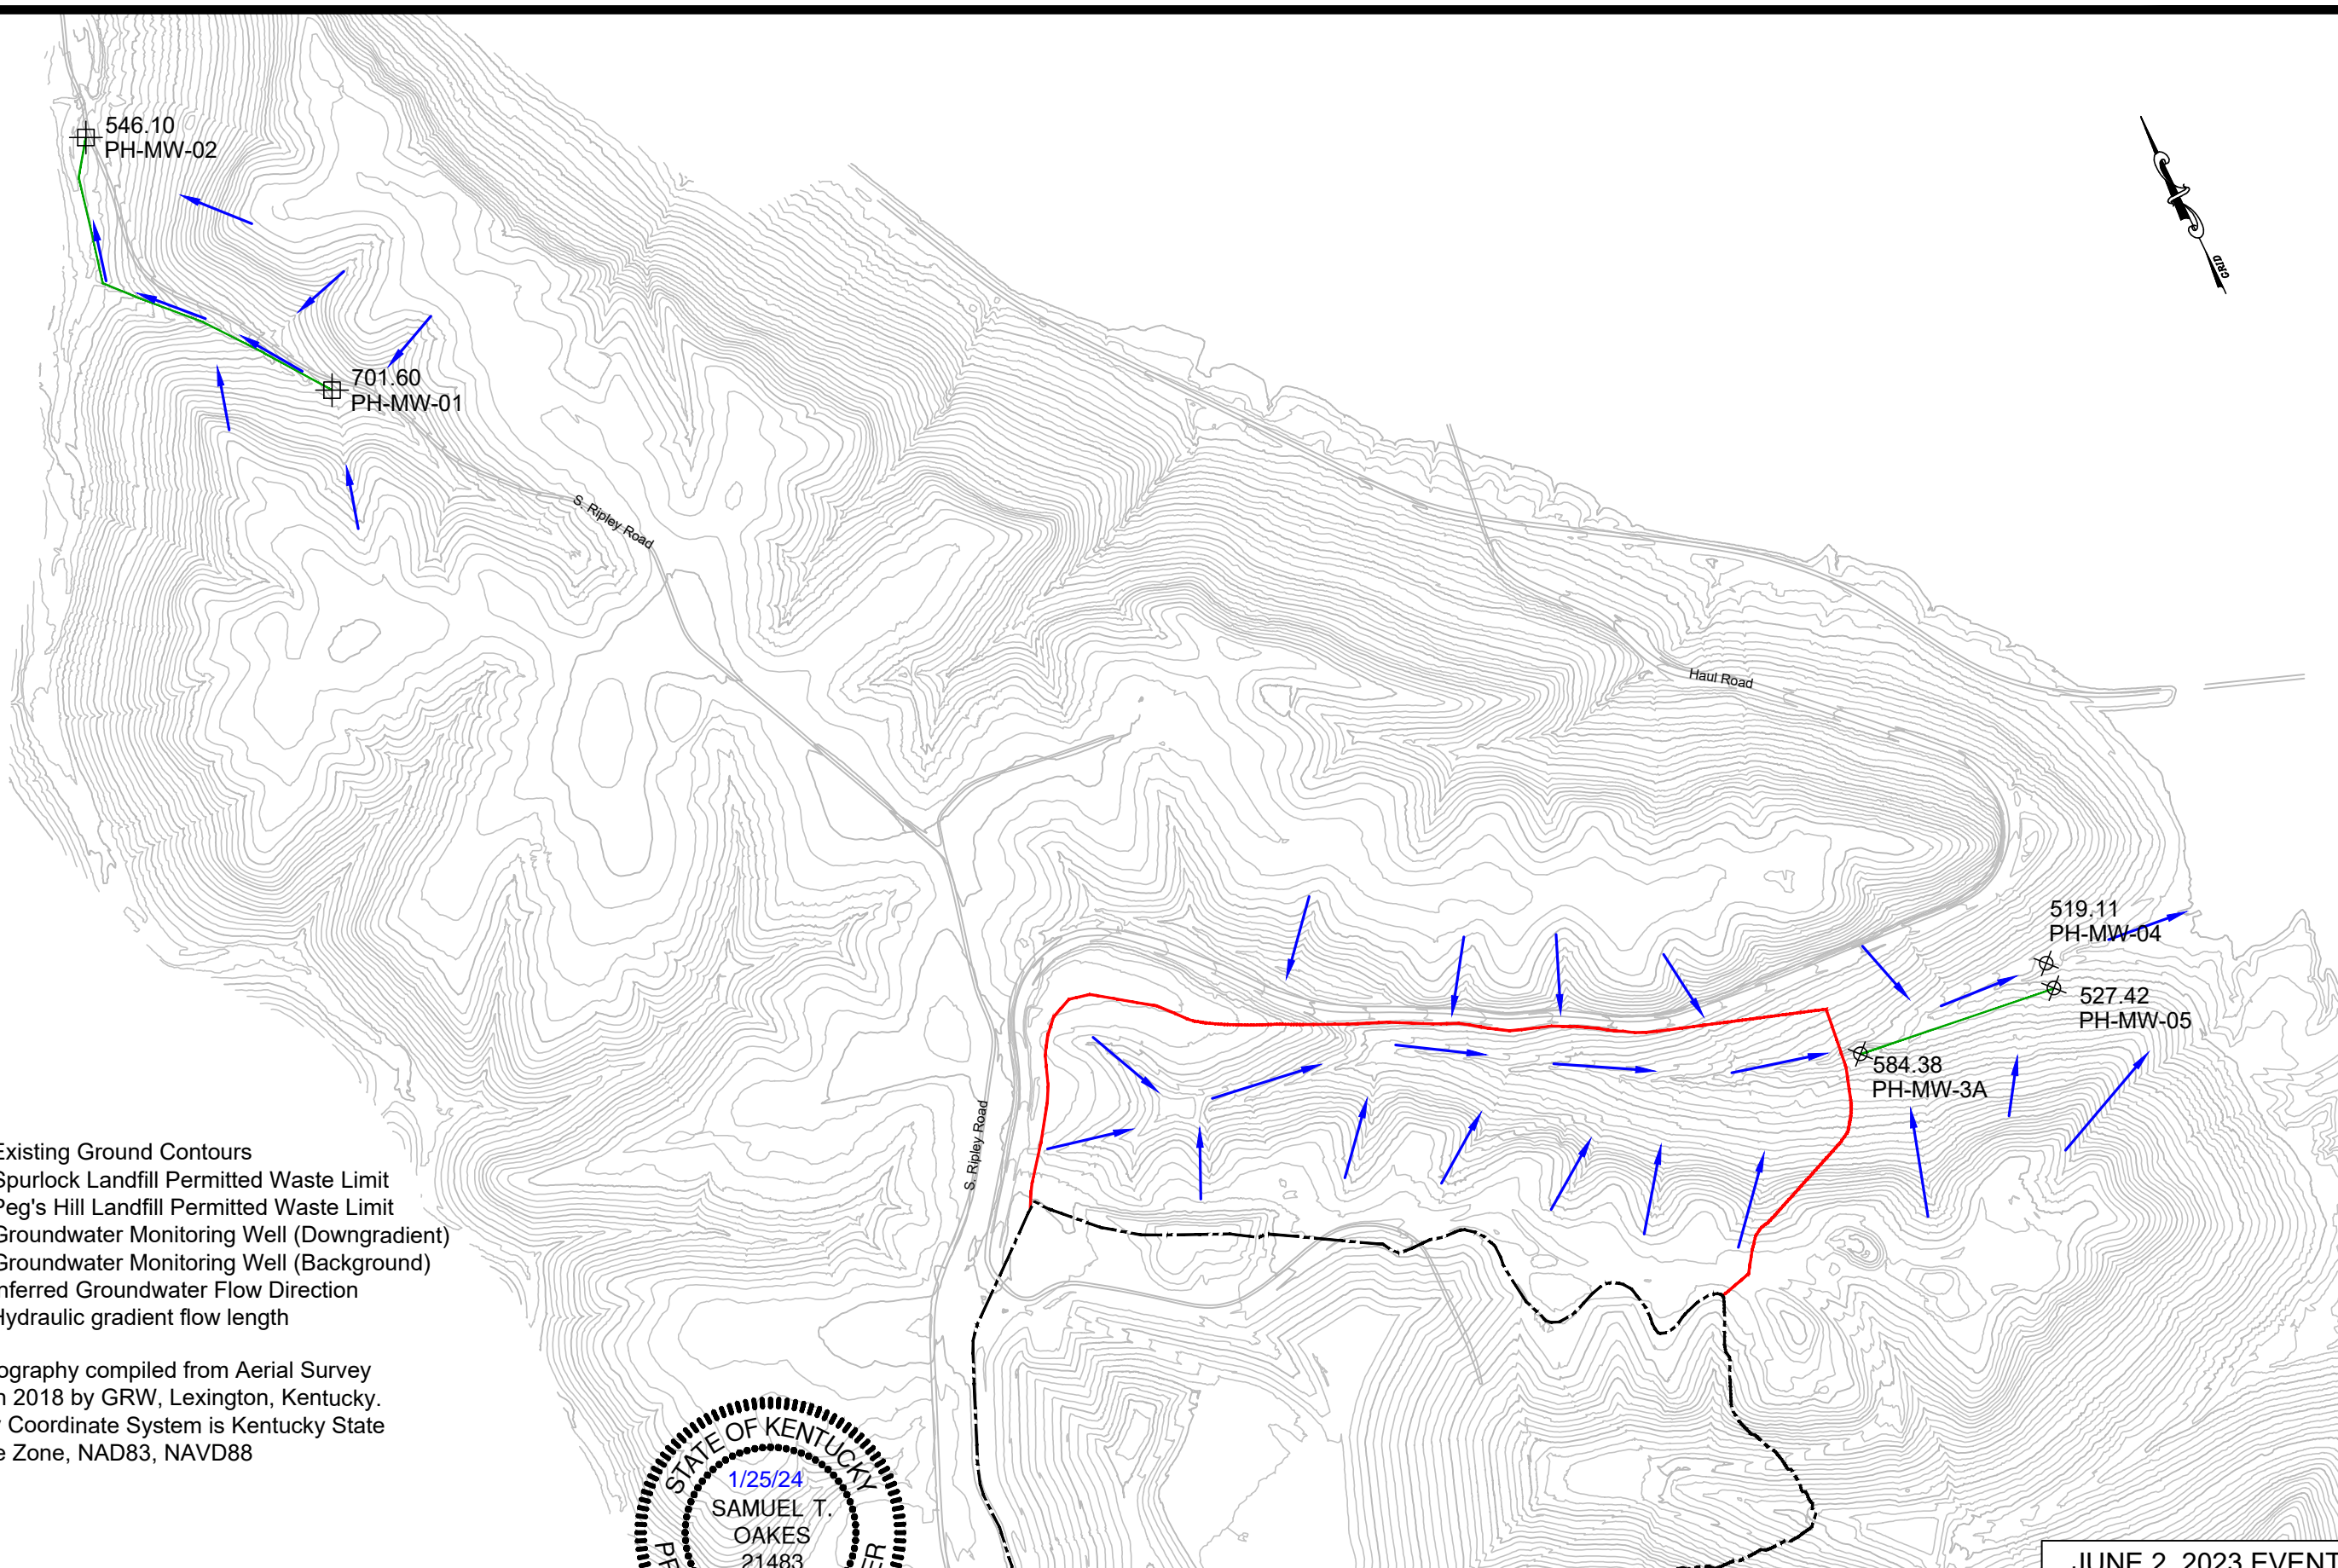 546.10
PH-MW-02
GRID
701.60
PH-MW-01
S. Ripley Road
Haul Road
519.11
PH-MW-04
527.42
PH-MW-05
584.38
PH-MW-3A
S. Ripley Road
Existing Ground Contours
Spurlock Landfill Permitted Waste Limit
Peg's Hill Landfill Permitted Waste Limit
Groundwater Monitoring Well (Downgradient)
Groundwater Monitoring Well (Background)
nferred Groundwater Flow Direction
Hydraulic gradient flow length
ography compiled from Aerial Survey
n 2018 by GRW, Lexington, Kentucky.
Coordinate System is Kentucky State
e Zone, NAD83, NAVD88
STATE OF KENTUCKY
1/25/24
SAMUEL T.
OAKES
21483
JUNE 2, 2023 EVENT